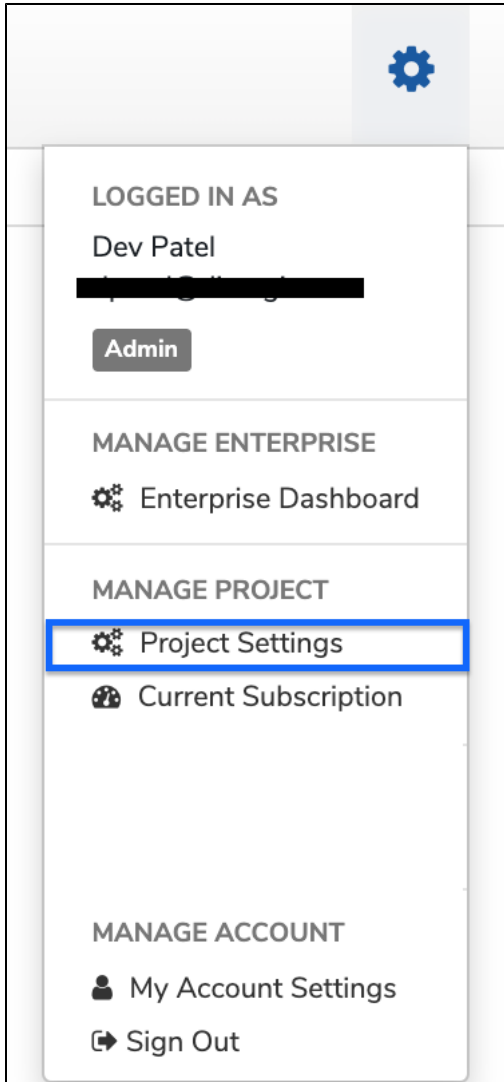 LOGGED IN AS
Dev Patel
Admin
MANAGE ENTERPRISE
Enterprise Dashboard
MANAGE PROJECT
Project Settings
Current Subscription
MANAGE ACCOUNT
My Account Settings
Sign Out